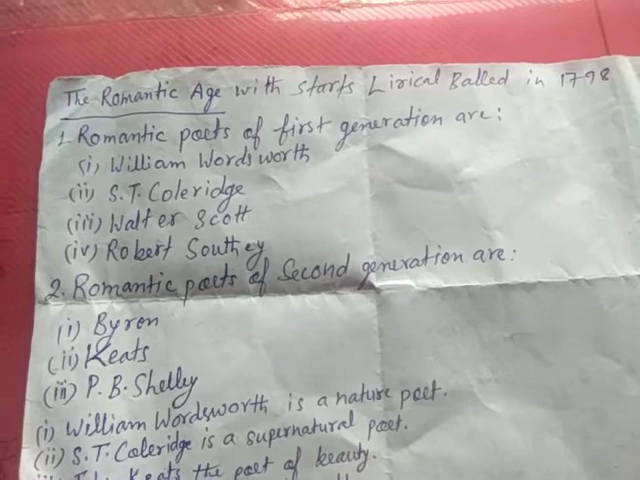 The Romantic Age with starts Lirical Balled in 1798
1. Romantic poets of first generation are:
(i) William Wordsworth
(ii) S.T. Coleridge
(iii) Walter Scott
(iv) Robert Southey
2. Romantic poets of Second generation are:
(i) Byron
(ii) Keats
(iii) P.B. Shelly
(i) William Wordsworth is a nature poet.
(ii) S.T. Coleridge is a supernatural poet.
Keats the poet of beauty.